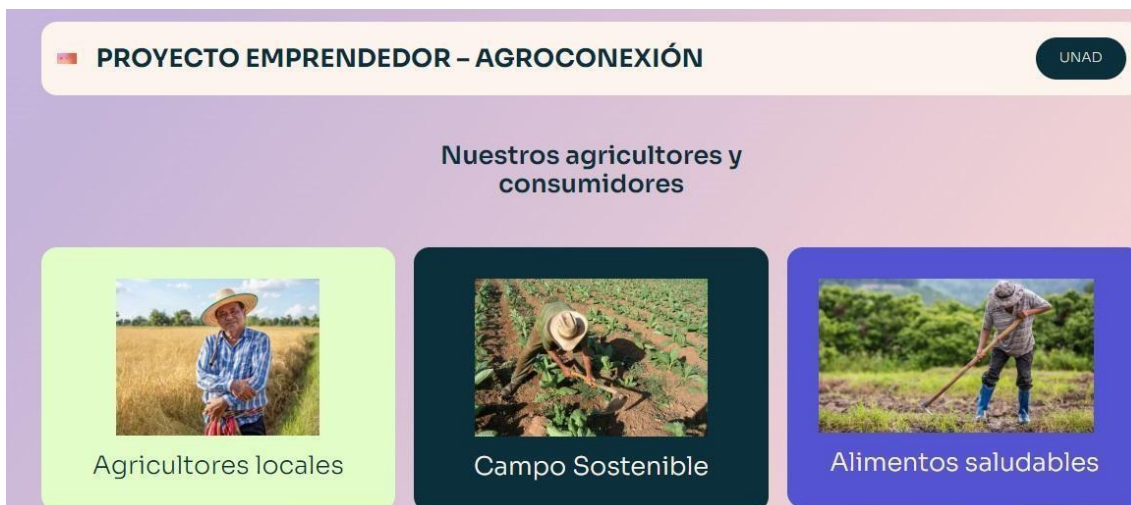 PROYECTO EMPRENDEDOR – AGROCONEXIÓN
UNAD
Nuestros agricultores y
consumidores
Agricultores locales
Campo Sostenible
Alimentos saludables